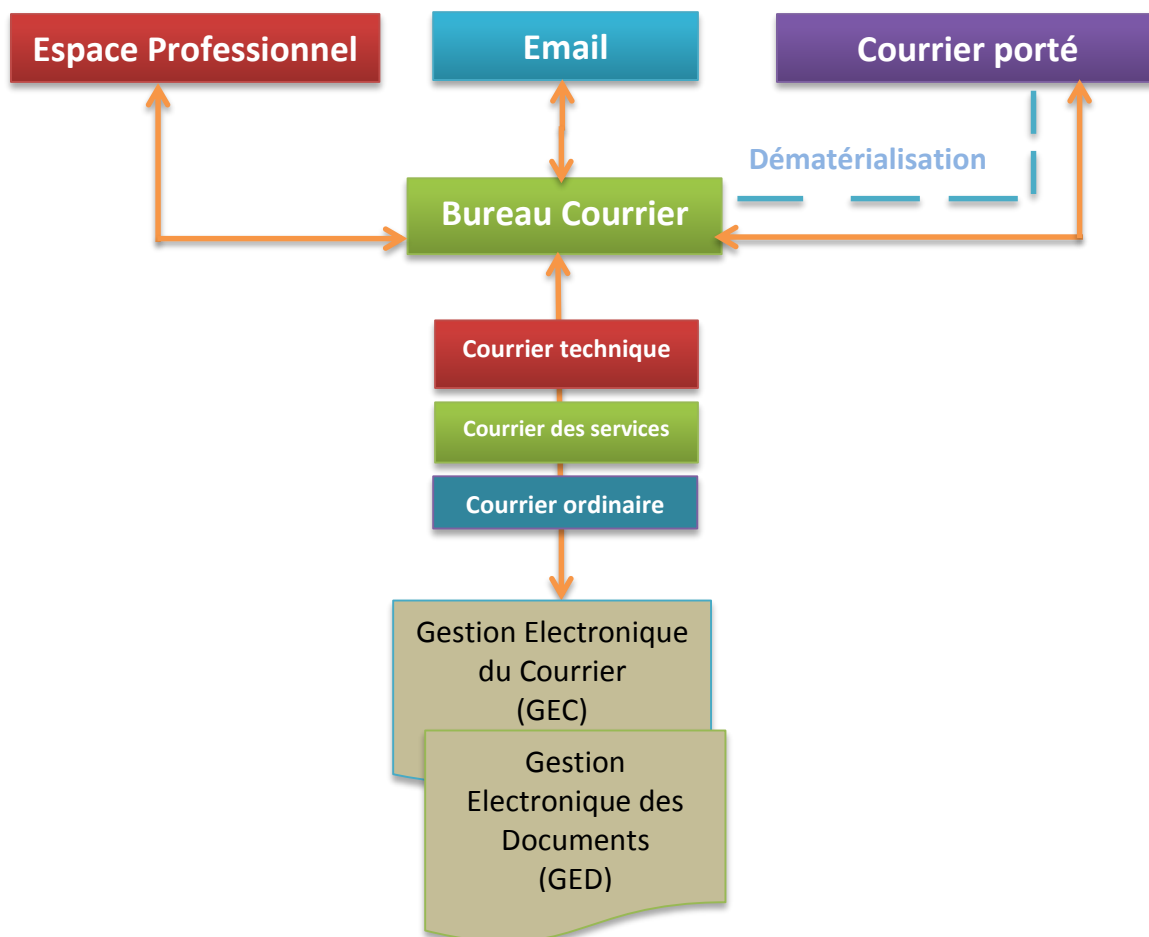 Espace Professionnel
Email
Courrier porté
Dématérialisation
Bureau Courrier
Courrier technique
Courrier des services
Courrier ordinaire
Gestion Electronique
du Courrier
(GEC)
Gestion
Electronique des
Documents
(GED)